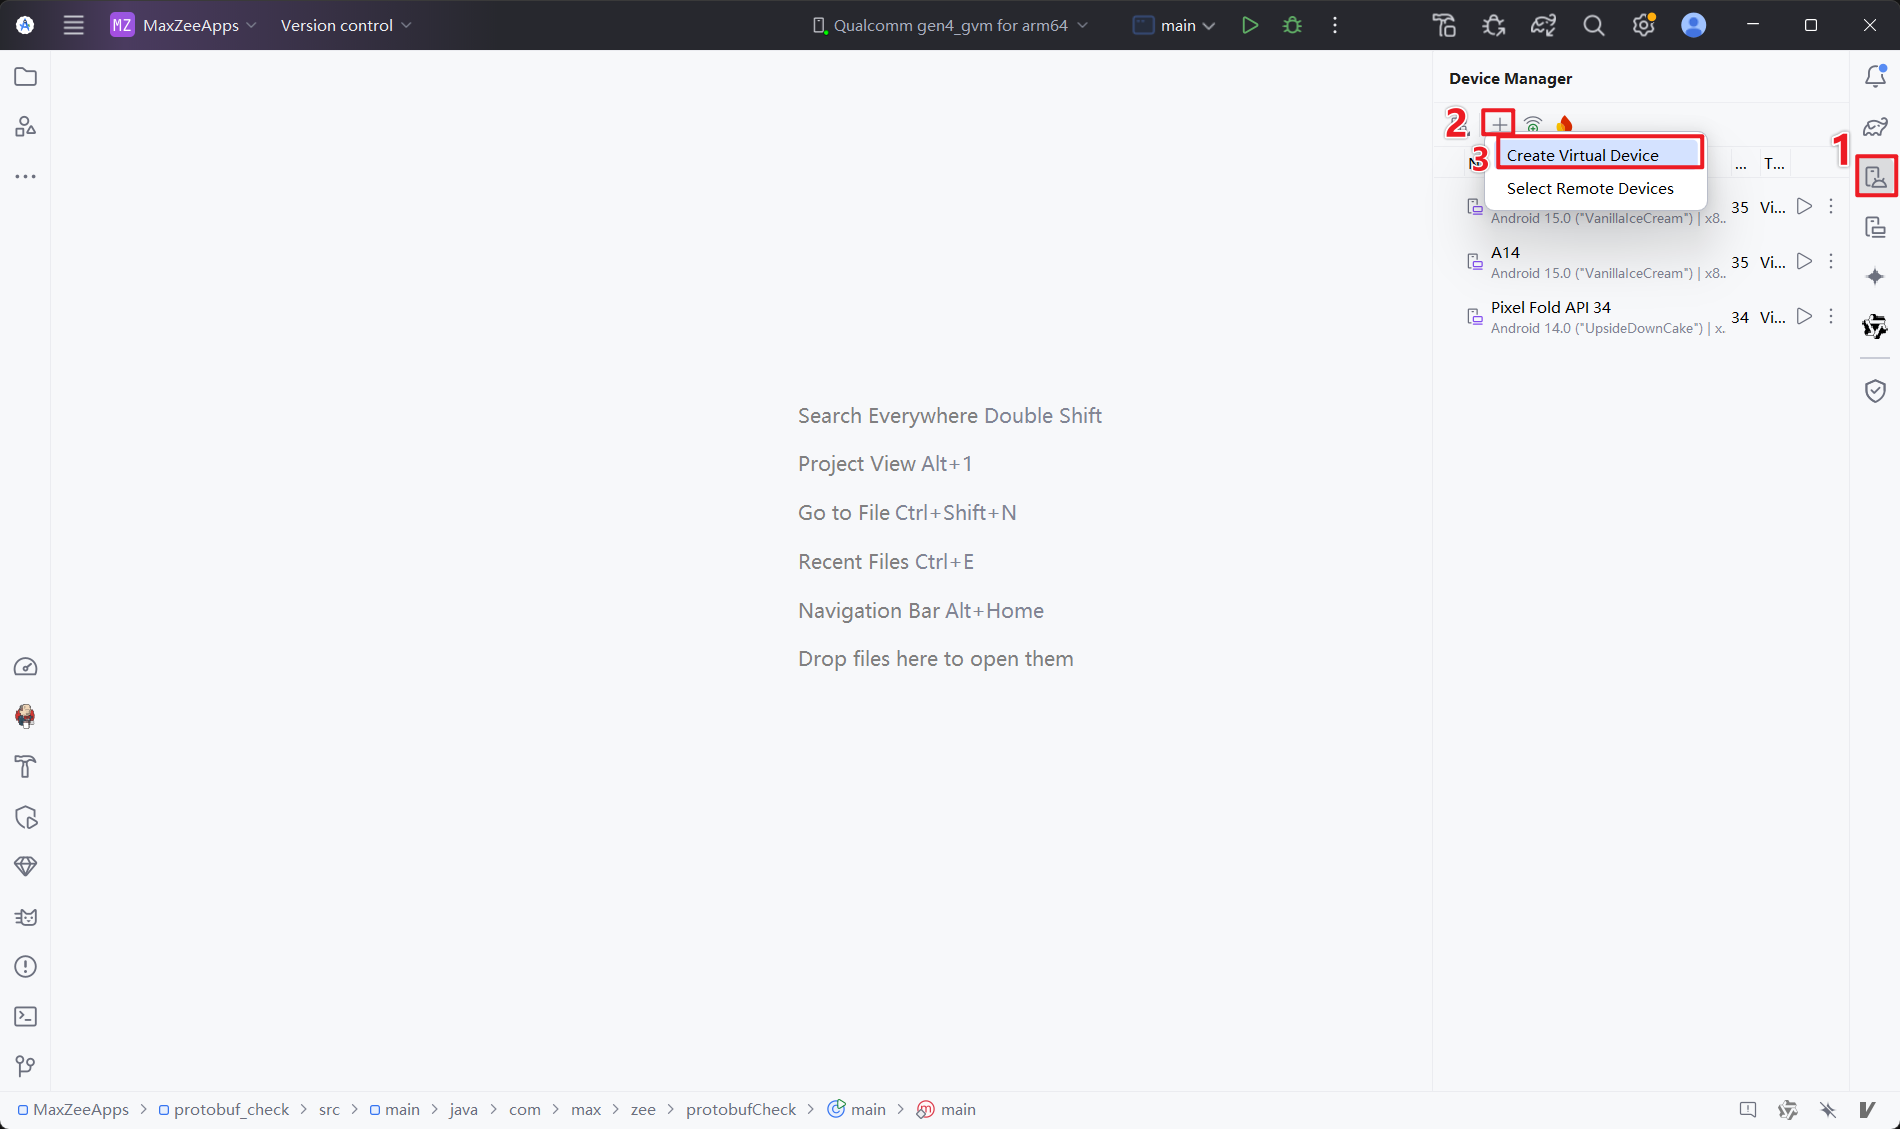 MZ MaxZeeApps Version control Qualcomm gen4_gvm for arm64 main
Device Manager
2
1
3 Create Virtual Device
... T...
Select Remote Devices
35 Vi...
Android 15.0 ("VanillaIceCream") | x8..
A14
35 Vi...
Android 15.0 ("VanillaIceCream") | x8..
Pixel Fold API 34
34 Vi...
Android 14.0 ("UpsideDownCake") | x.
Search Everywhere Double Shift
Project View Alt+1
Go to File Ctrl+Shift+N
Recent Files Ctrl+E
Navigation Bar Alt+Home
Drop files here to open them
MaxZeeApps > protobuf_check > src > main > java > com > max > zee > protobufCheck > main > main